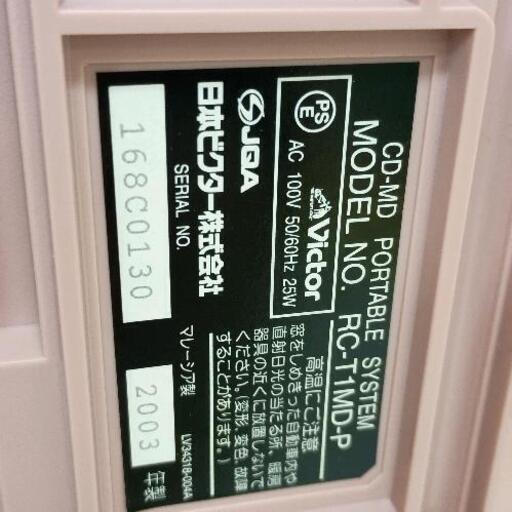 CD-MD PORTABLE SYSTEM
MODEL NO. RC-T1MD-P
PS
E
Victor
AC 100V 50/60Hz 25W
JQA
日本ビクター株式会社
SERIAL NO.
168C0130
高温にご注意
窓をしめきった自動車内や
直射日光の当たる所、暖房
器具の近くに放置しないで
ください。(変形、変色、故障
することがあります。)
マレーシア製
LV34318-004A
2003 年製